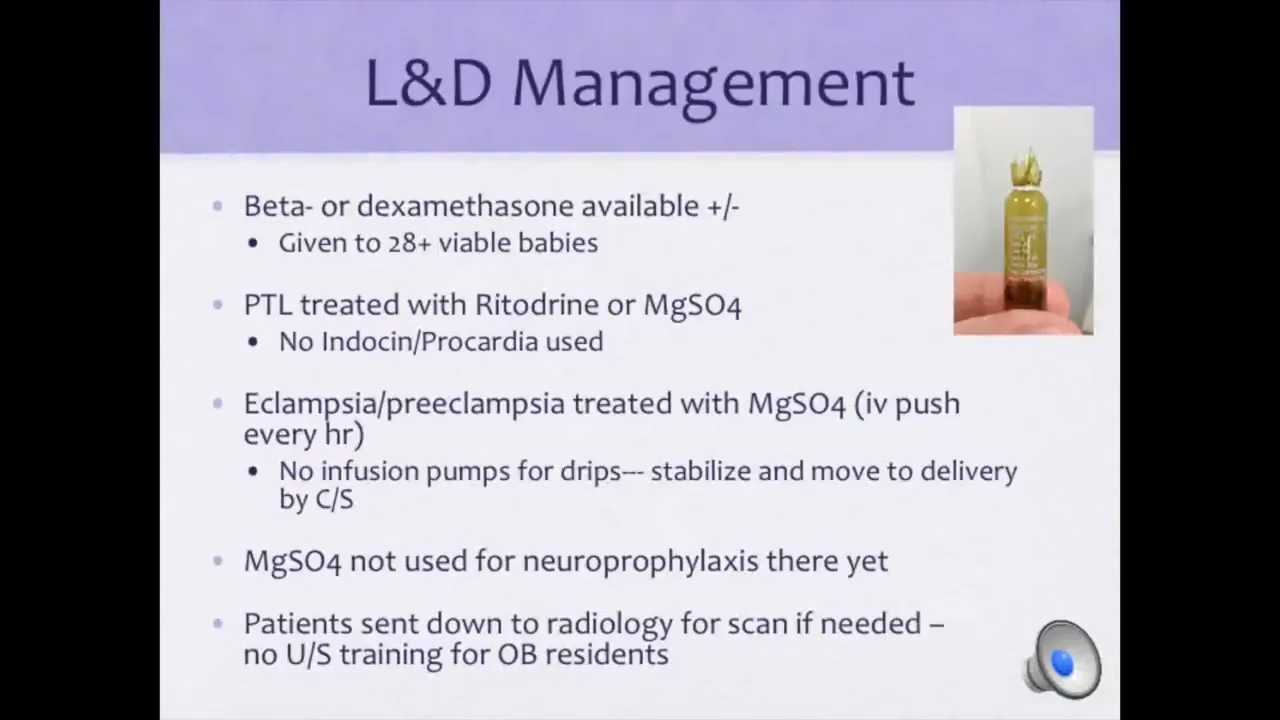 L&D Management
Beta- or dexamethasone available +/-
Given to 28+ viable babies
PTL treated with Ritodrine or MgSO4
No Indocin/Procardia used
Eclampsia/preeclampsia treated with MgSO4 (iv push
every hr)
No infusion pumps for drips--- stabilize and move to delivery
by C/S
MgSO4 not used for neuroprophylaxis there yet
Patients sent down to radiology for scan if needed –
no U/S training for OB residents